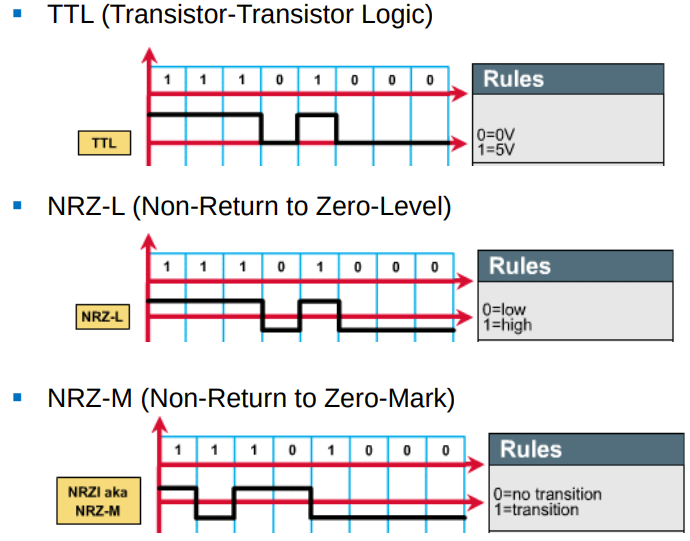 ▪ TTL (Transistor-Transistor Logic)
1 1 1 0 1 0 0 0
Rules
TTL
0=0V
1=5V
▪ NRZ-L (Non-Return to Zero-Level)
1 1 1 0 1 0 0 0
Rules
NRZ-L
0=low
1=high
▪ NRZ-M (Non-Return to Zero-Mark)
1 1 1 0 1 0 0 0
Rules
NRZI aka
NRZ-M
0=no transition
1=transition